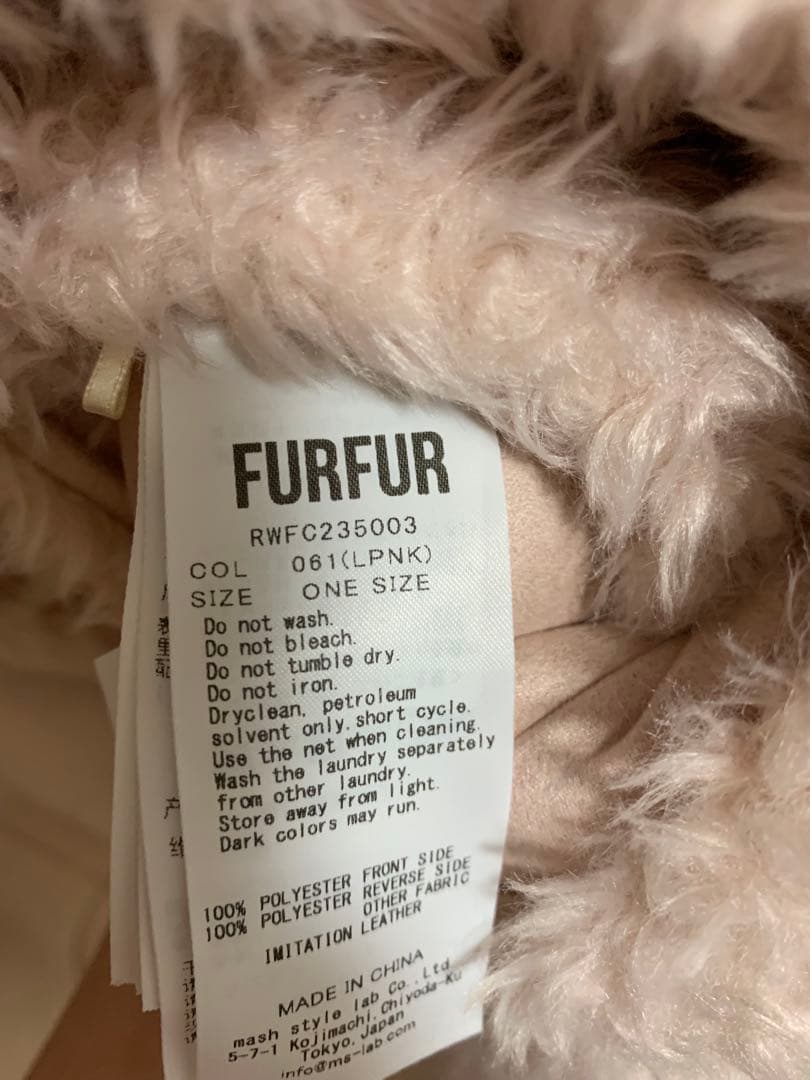 FURFUR
RWFC235003
COL 061(LPNK)
SIZE ONE SIZE
Do not wash.
Do not bleach.
Do not tumble dry.
Do not iron.
Dryclean, petroleum
solvent only. short cycle.
Use the net when cleaning.
Wash the laundry separately
from other laundry.
Store away from light.
Dark colors may run.
100% POLYESTER FRONT SIDE
100% POLYESTER REVERSE SIDE
OTHER FABRIC
IMITATION LEATHER
MADE IN CHINA
mash style lab Co., Ltd.
5-7-1 Kojimachi, Chiyoda-Ku
Tokyo, Japan
info@ms-lab.com
表
里
产
维